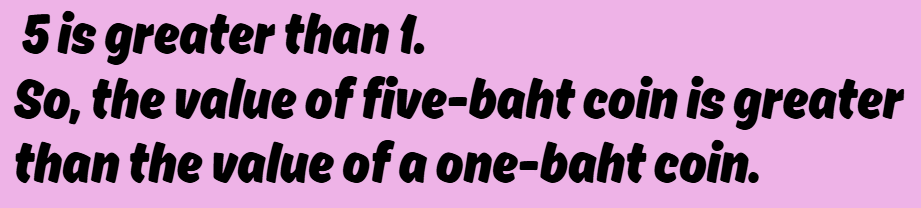 5 is greater than 1.
So, the value of five-baht coin is greater
than the value of a one-baht coin.